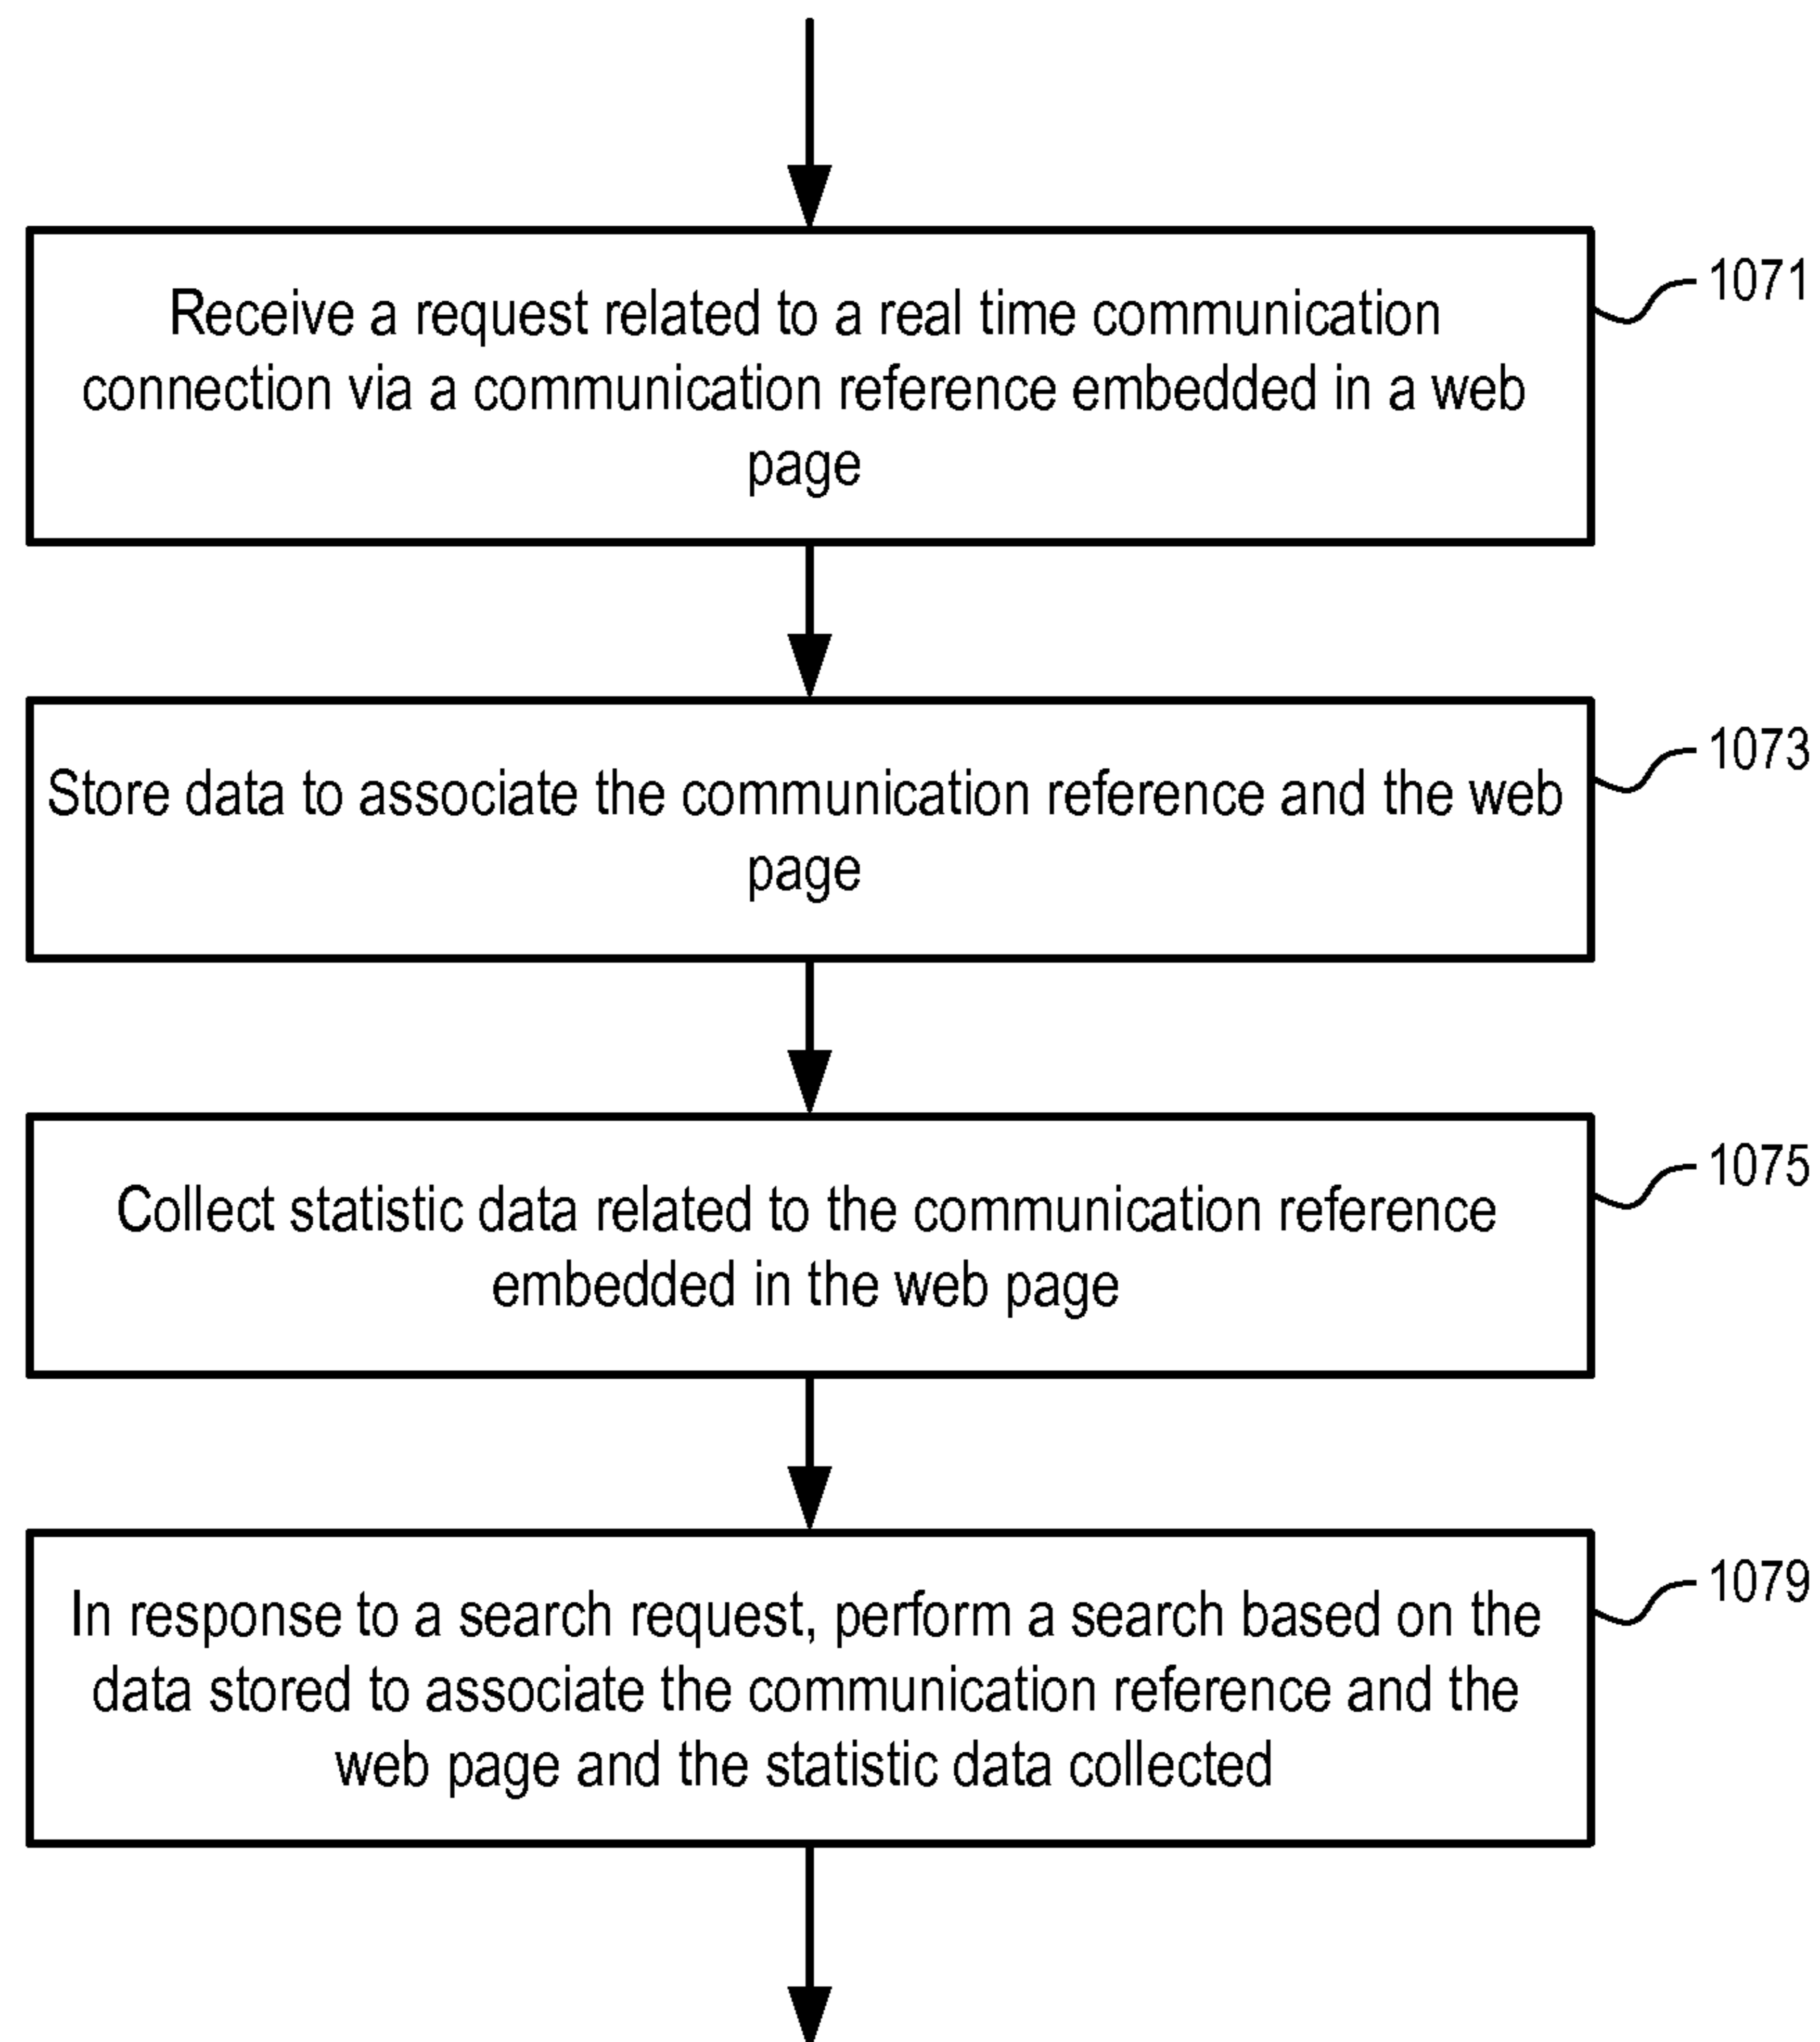 Receive a request related to a real time communication
connection via a communication reference embedded in a web
page
1071
Store data to associate the communication reference and the web
page
1073
Collect statistic data related to the communication reference
embedded in the web page
1075
In response to a search request, perform a search based on the
data stored to associate the communication reference and the
web page and the statistic data collected
1079